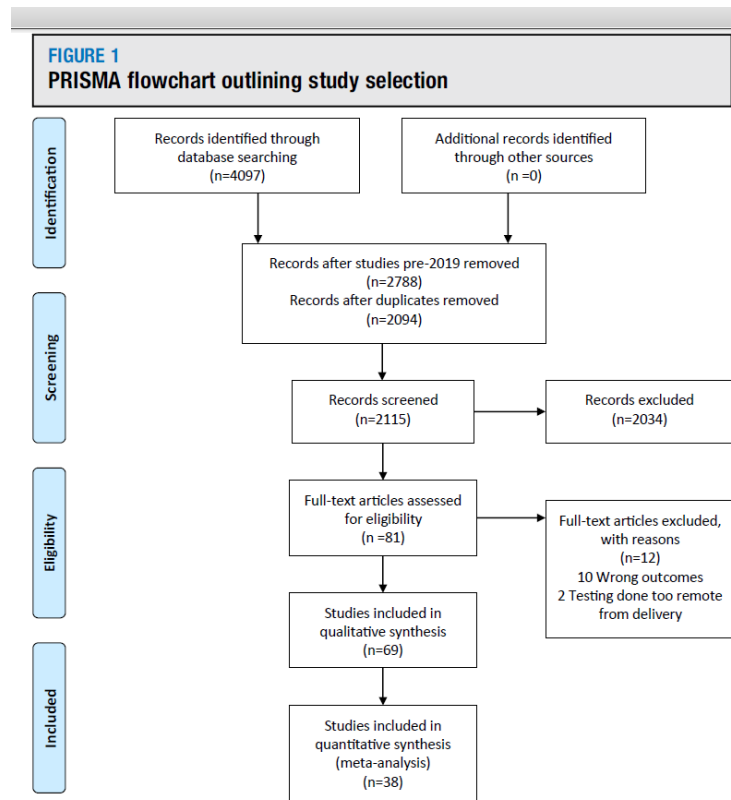 FIGURE 1
PRISMA flowchart outlining study selection
Identification
Records identified through
database searching
(n=4097)
Additional records identified
through other sources
(n =0)
Records after studies pre-2019 removed
(n=2788)
Records after duplicates removed
(n=2094)
Screening
Records screened
(n=2115)
Records excluded
(n=2034)
Eligibility
Full-text articles assessed
for eligibility
(n =81)
Full-text articles excluded,
with reasons
(n=12)
10 Wrong outcomes
2 Testing done too remote
from delivery
Studies included in
qualitative synthesis
(n=69)
Included
Studies included in
quantitative synthesis
(meta-analysis)
(n=38)